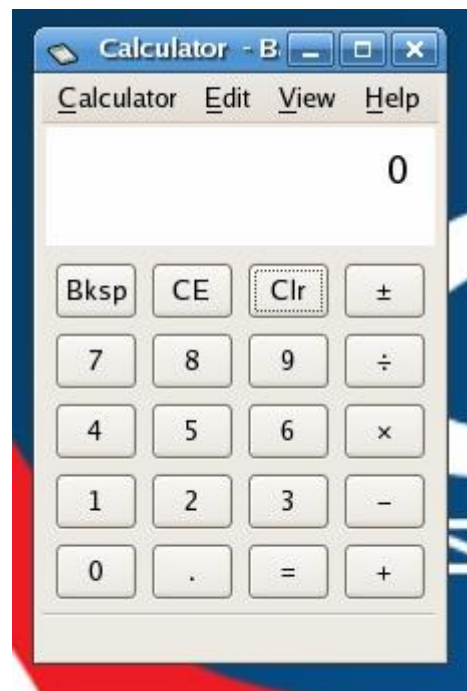 Calculator - B
Calculator Edit View Help
0
Bksp CE Clr ±
7 8 9 ÷
4 5 6 ×
1 2 3 −
0 . = +